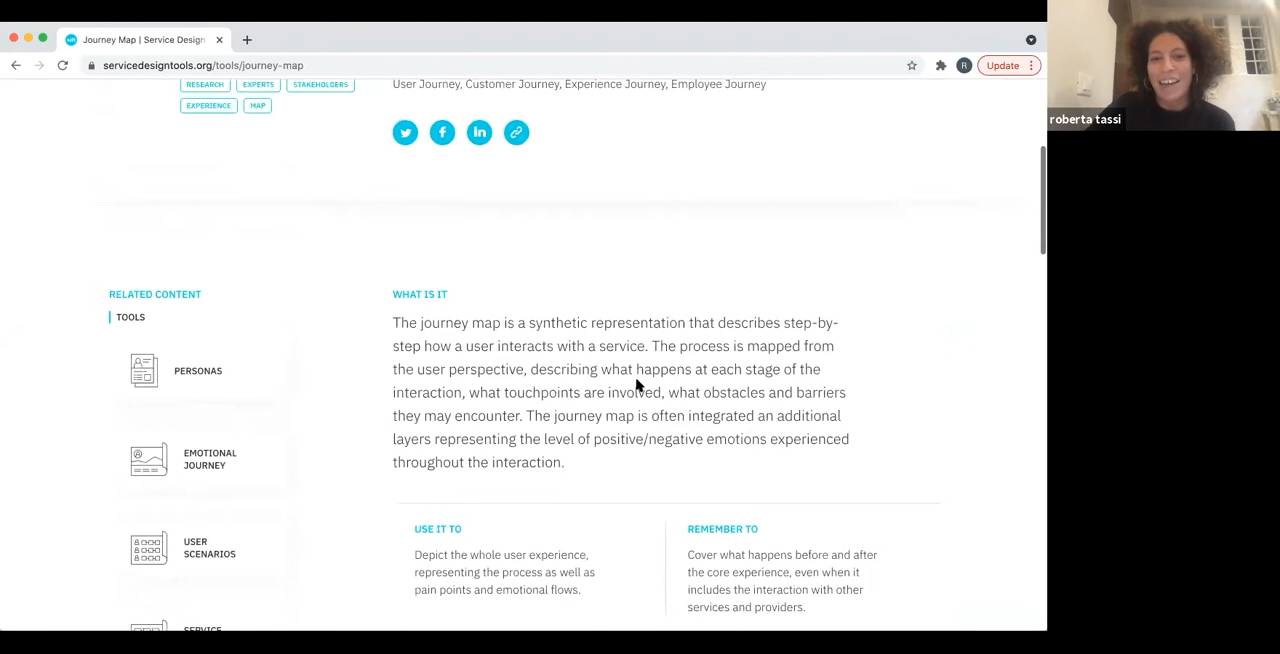 Journey Map | Service Design
servicedesigntools.org/tools/journey-map
R
Update
roberta tassi
RESEARCH
EXPERTS
STAKEHOLDERS
EXPERIENCE
MAP
User Journey, Customer Journey, Experience Journey, Employee Journey
RELATED CONTENT
TOOLS
PERSONAS
EMOTIONAL
JOURNEY
USER
SCENARIOS
SERVICE
WHAT IS IT
The journey map is a synthetic representation that describes step-by-
step how a user interacts with a service. The process is mapped from
the user perspective, describing what happens at each stage of the
interaction, what touchpoints are involved, what obstacles and barriers
they may encounter. The journey map is often integrated an additional
layers representing the level of positive/negative emotions experienced
throughout the interaction.
USE IT TO
Depict the whole user experience,
representing the process as well as
pain points and emotional flows.
REMEMBER TO
Cover what happens before and after
the core experience, even when it
includes the interaction with other
services and providers.